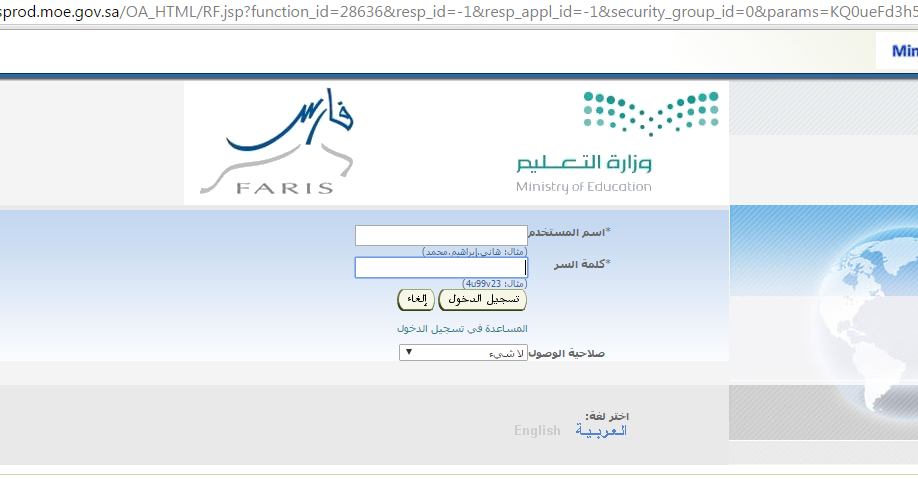 sprod.moe.gov.sa/OA_HTML/RF.jsp?function_id=28636&resp_id=-1&resp_appl_id=-1&security_group_id=0&params=KQ0ueFd3h5
Min
فارس
FARIS
وزارة التعـــليم
Ministry of Education
*اسم المستخدم
(مثال: هاني.إبراهيم.محمد)
*كلمة السر
(مثال: 4u99v23)
تسجيل الدخول إلغاء
المساعدة في تسجيل الدخول
صلاحية الوصول لا شيء
اختر لغة:
العربية English